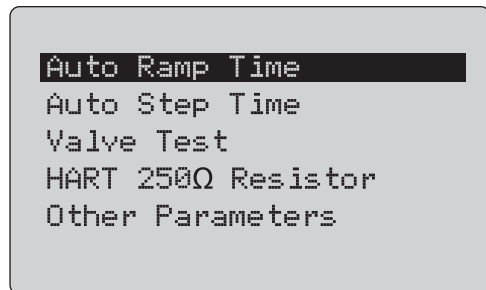 Auto Ramp Time
Auto Step Time
Valve Test
HART 250Ω Resistor
Other Parameters